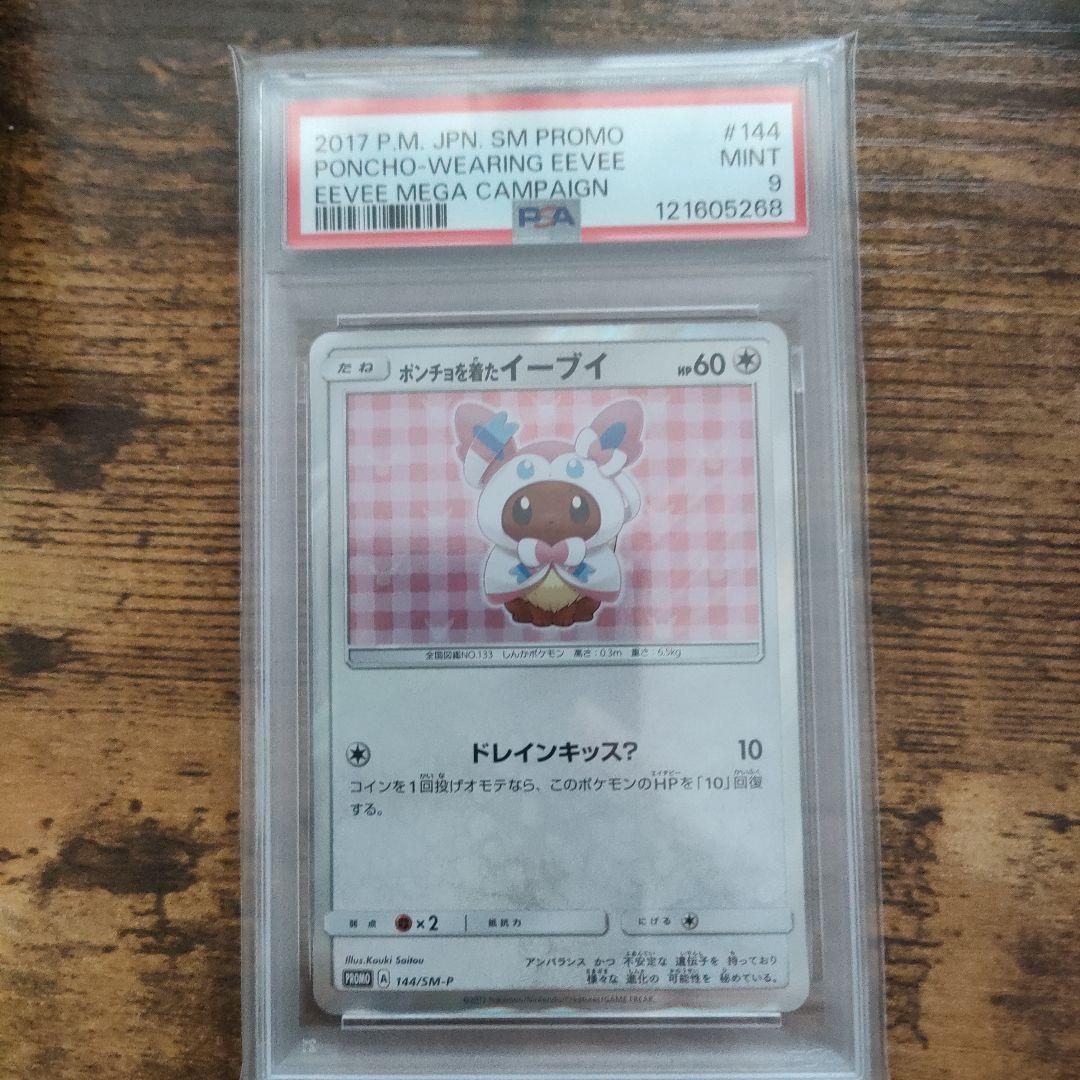 2017 P.M. JPN. SM PROMO #144
PONCHO-WEARING EEVEE MINT
EEVEE MEGA CAMPAIGN 9
PSA 121605268
たね ポンチョを着たイーブイ HP60
全国図鑑NO.133 しんかポケモン 高さ:0.3m 重さ:6.5kg
ドレインキッス? 10
コインを1回投げオモテなら、このポケモンのHPを「10」回復
する。
弱点 ×2 抵抗力 にげる
Illus.Kouki Saitou
アンバランス かつ 不安定な 遺伝子を 持っており
様々な 進化の 可能性を 秘めている。
PROMO A 144/SM-P
©2017 Pokémon/Nintendo/Creatures/GAME FREAK.